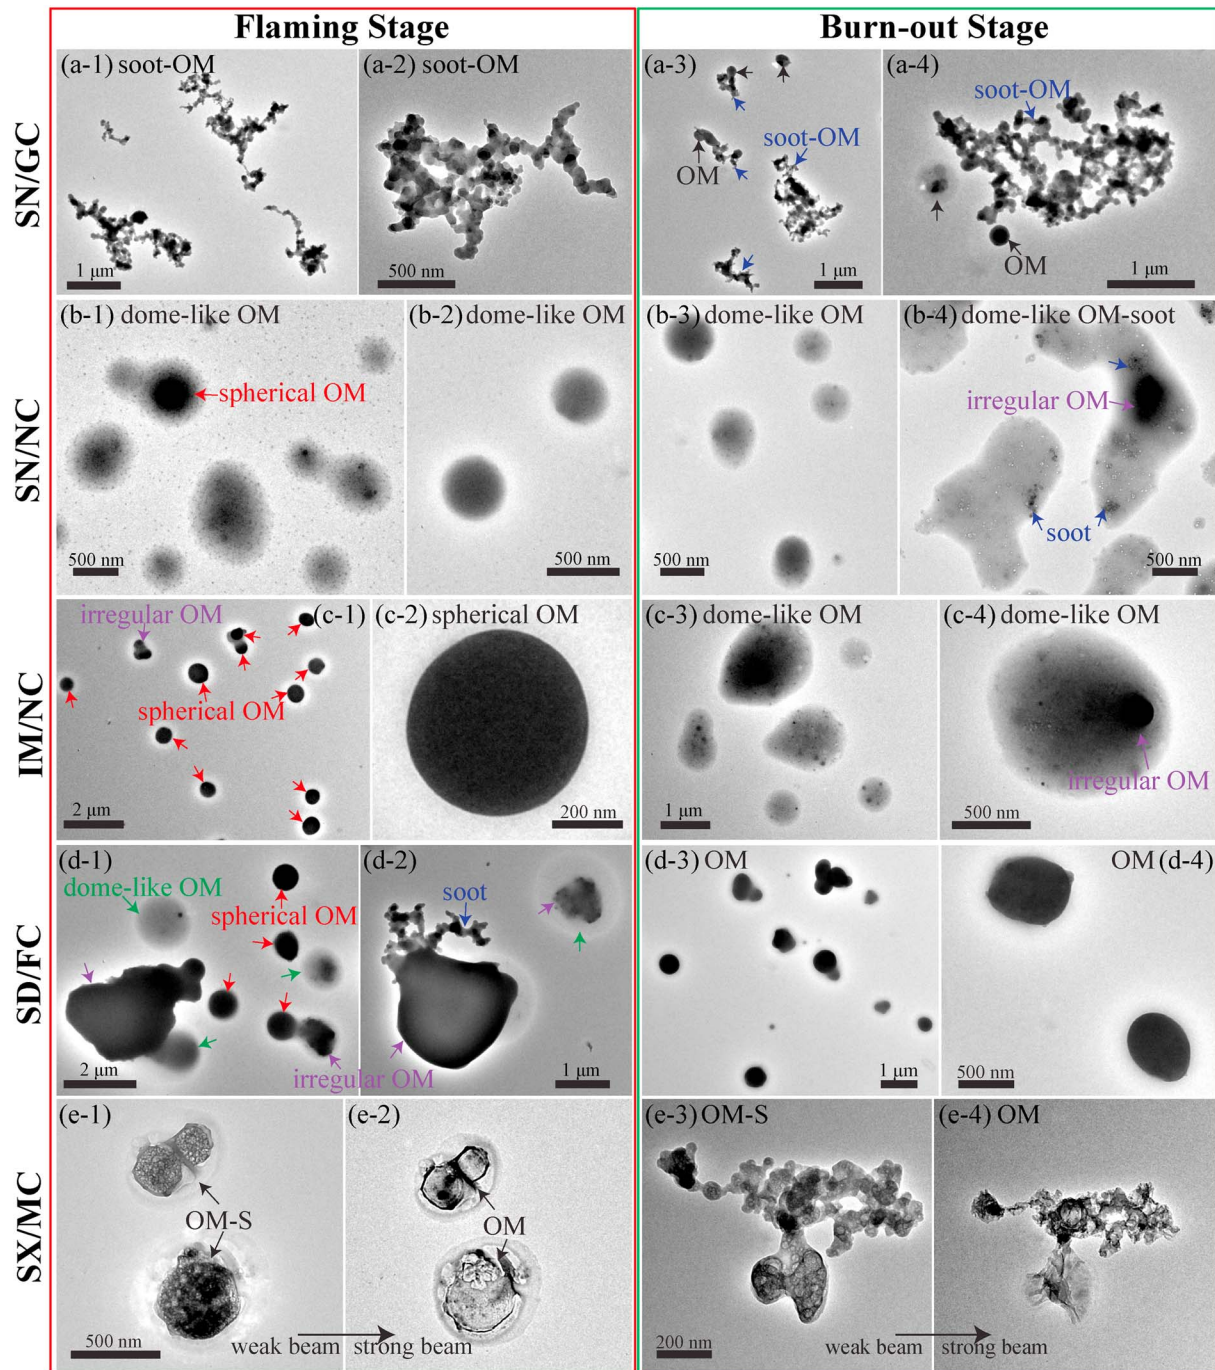 Flaming Stage
Burn-out Stage
SN/GC
(a-1) soot-OM
1 μm
(a-2) soot-OM
500 nm
(a-3)
soot-OM
OM
1 μm
(a-4)
soot-OM
OM
1 μm
SN/NC
(b-1) dome-like OM
spherical OM
500 nm
(b-2) dome-like OM
500 nm
(b-3) dome-like OM
500 nm
(b-4) dome-like OM-soot
irregular OM
soot
500 nm
IM/NC
irregular OM
(c-1)
spherical OM
2 μm
(c-2) spherical OM
200 nm
(c-3) dome-like OM
1 μm
(c-4) dome-like OM
irregular OM
500 nm
SD/FC
(d-1)
dome-like OM
spherical OM
2 μm
irregular OM
(d-2)
soot
1 μm
(d-3) OM
1 μm
OM (d-4)
500 nm
SX/MC
(e-1)
OM-S
500 nm
weak beam
(e-2)
OM
strong beam
(e-3) OM-S
200 nm
weak beam
(e-4) OM
strong beam